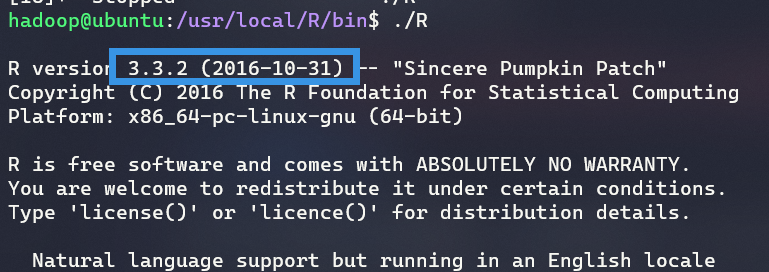 hadoop@ubuntu:/usr/local/R/bin$ ./R
R version 3.3.2 (2016-10-31) -- "Sincere Pumpkin Patch"
Copyright (C) 2016 The R Foundation for Statistical Computing
Platform: x86_64-pc-linux-gnu (64-bit)
R is free software and comes with ABSOLUTELY NO WARRANTY.
You are welcome to redistribute it under certain conditions.
Type 'license()' or 'licence()' for distribution details.
Natural language support but running in an English locale